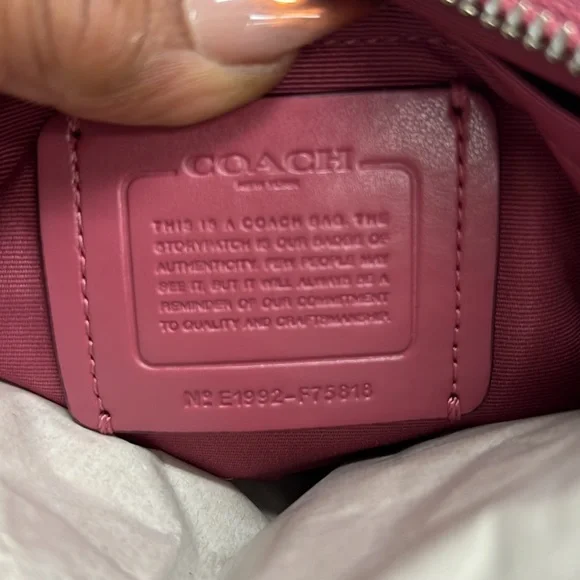 COACH
NEW YORK
THIS IS A COACH BAG. THE
STORYPATCH IS OUR BADGE OF
AUTHENTICITY. FEW PEOPLE MAY
SEE IT, BUT IT WILL ALWAYS BE A
REMINDER OF OUR COMMITMENT
TO QUALITY AND CRAFTSMANSHIP.
Nº E1992-F75818